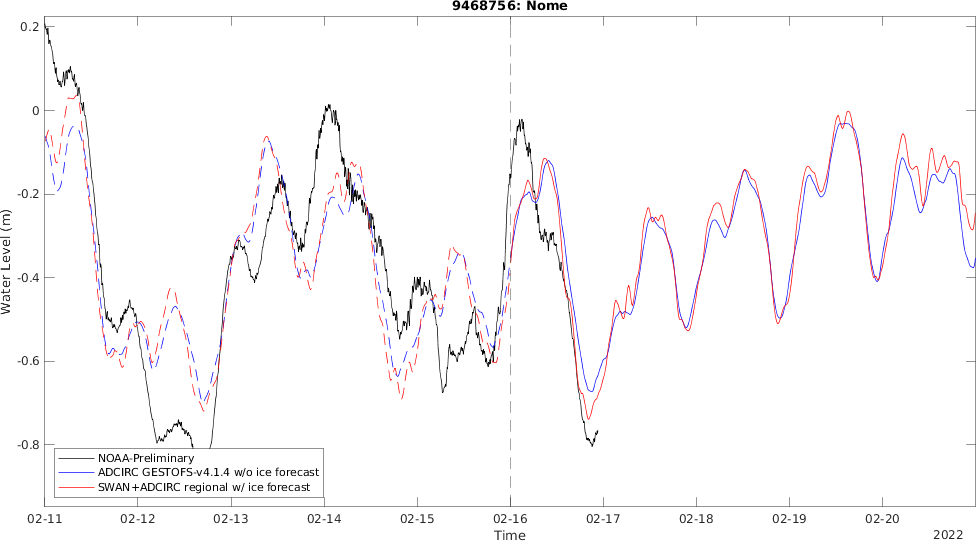 9468756: Nome
0.2
0
-0.2
-0.4
-0.6
-0.8
Water Level (m)
NOAA-Preliminary
ADCIRC GESTOFS-v4.1.4 w/o ice forecast
SWAN+ADCIRC regional w/ ice forecast
02-11 02-12 02-13 02-14 02-15 02-16 02-17 02-18 02-19 02-20
Time
2022